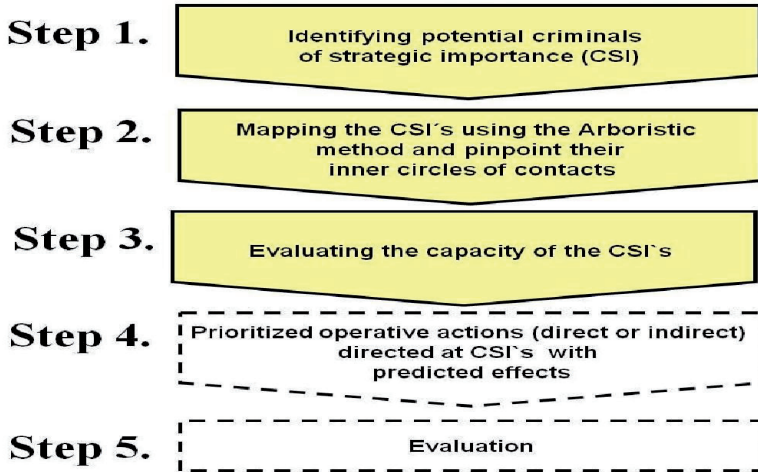 Step 1.
Identifying potential criminals
of strategic importance (CSI)
Step 2.
Mapping the CSI´s using the Arboristic
method and pinpoint their
inner circles of contacts
Step 3.
Evaluating the capacity of the CSI`s
Step 4.
Prioritized operative actions (direct or indirect)
directed at CSI`s with
predicted effects
Step 5.
Evaluation